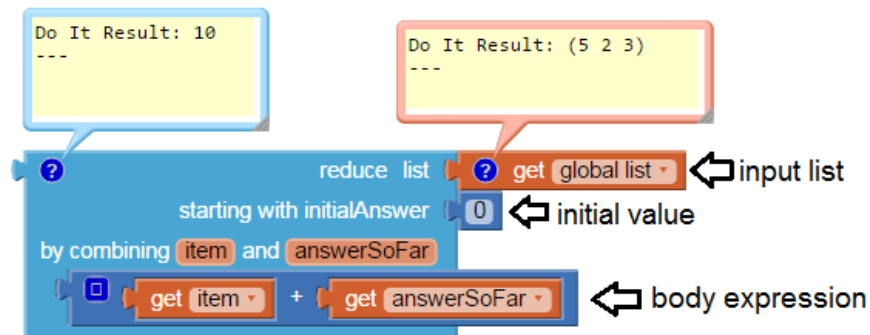 Do It Result: 10
---
Do It Result: (5 2 3)
---
? reduce list ? get global list input list
starting with initialAnswer 0 initial value
by combining item and answerSoFar
get item + get answerSoFar body expression